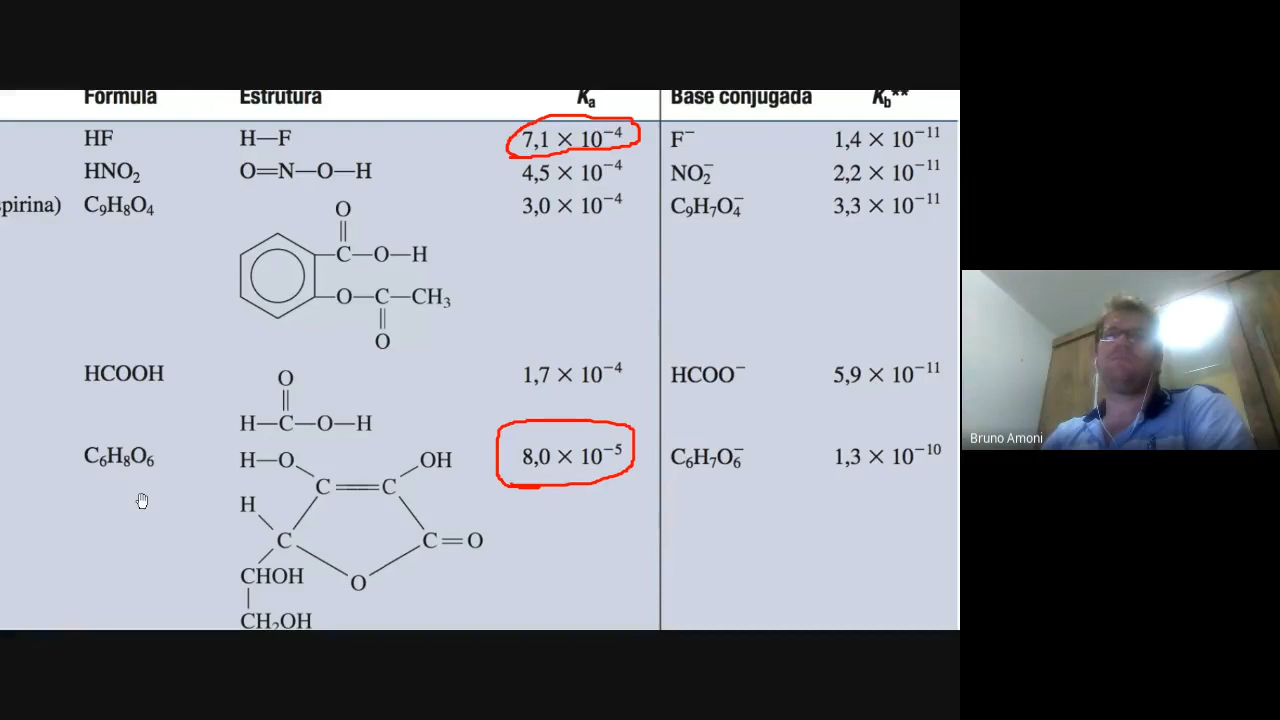 Fórmula Estrutura Ka Base conjugada Kb**
HF H—F 7,1 × 10⁻⁴ F⁻ 1,4 × 10⁻¹¹
HNO₂ O=N—O—H 4,5 × 10⁻⁴ NO₂⁻ 2,2 × 10⁻¹¹
spirina) C₉H₈O₄ 3,0 × 10⁻⁴ C₉H₇O₄⁻ 3,3 × 10⁻¹¹
O
C—O—H
O—C—CH₃
O
HCOOH 1,7 × 10⁻⁴ HCOO⁻ 5,9 × 10⁻¹¹
O
H—C—O—H
C₆H₈O₆ H—O OH 8,0 × 10⁻⁵ C₆H₇O₆⁻ 1,3 × 10⁻¹⁰
C=C
H
C C=O
O
CHOH
CH₂OH
Bruno Amoni